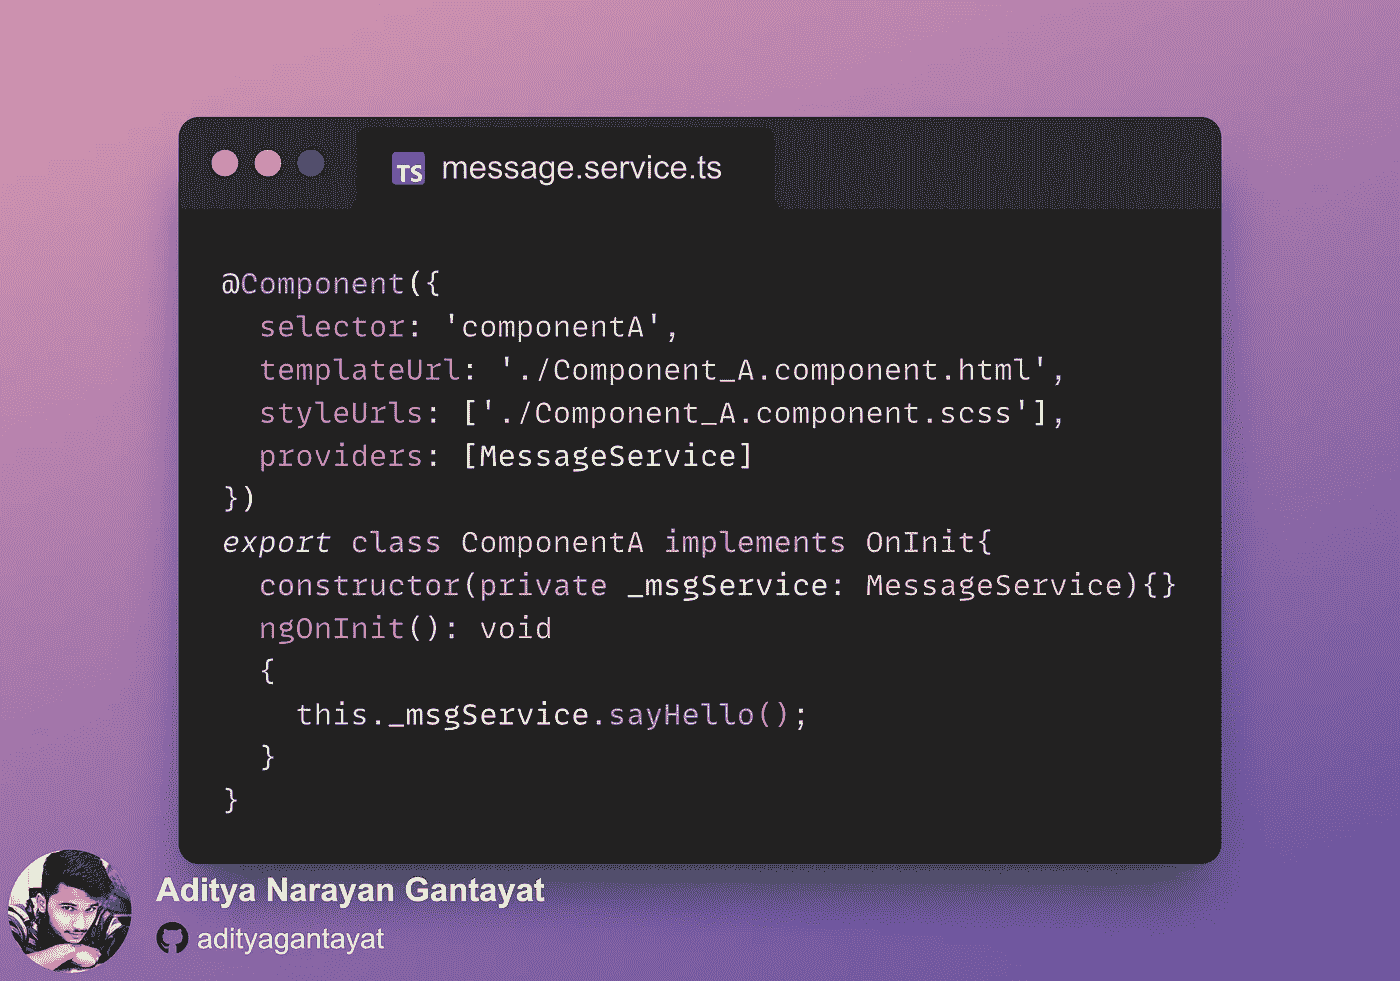 TS message.service.ts
@Component({
  selector: 'componentA',
  templateUrl: './Component_A.component.html',
  styleUrls: ['./Component_A.component.scss'],
  providers: [MessageService]
})
export class ComponentA implements OnInit{
  constructor(private _msgService: MessageService){}
  ngOnInit(): void
  {
    this._msgService.sayHello();
  }
}
Aditya Narayan Gantayat
adityagantayat